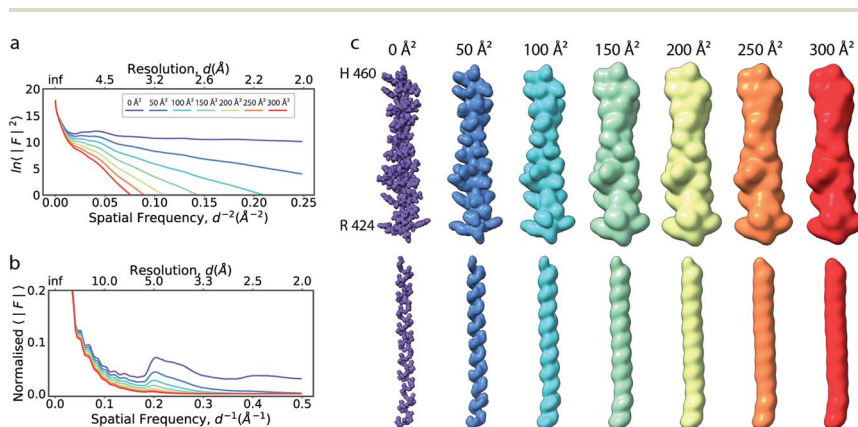 a
Resolution, d(Å)
inf 4.5 3.2 2.6 2.2 2.0
20
15
10
5
0
ln⟨|F|²⟩
0 Å² 50 Å² 100 Å² 150 Å² 200 Å² 250 Å² 300 Å²
0.00 0.05 0.10 0.15 0.20 0.25
Spatial Frequency, d⁻²(Å⁻²)
b
Resolution, d(Å)
inf 10.0 5.0 3.3 2.5 2.0
0.2
0.1
0.0
Normalised ⟨|F|⟩
0.0 0.1 0.2 0.3 0.4 0.5
Spatial Frequency, d⁻¹(Å⁻¹)
c
0 Å² 50 Å² 100 Å² 150 Å² 200 Å² 250 Å² 300 Å²
H 460
R 424